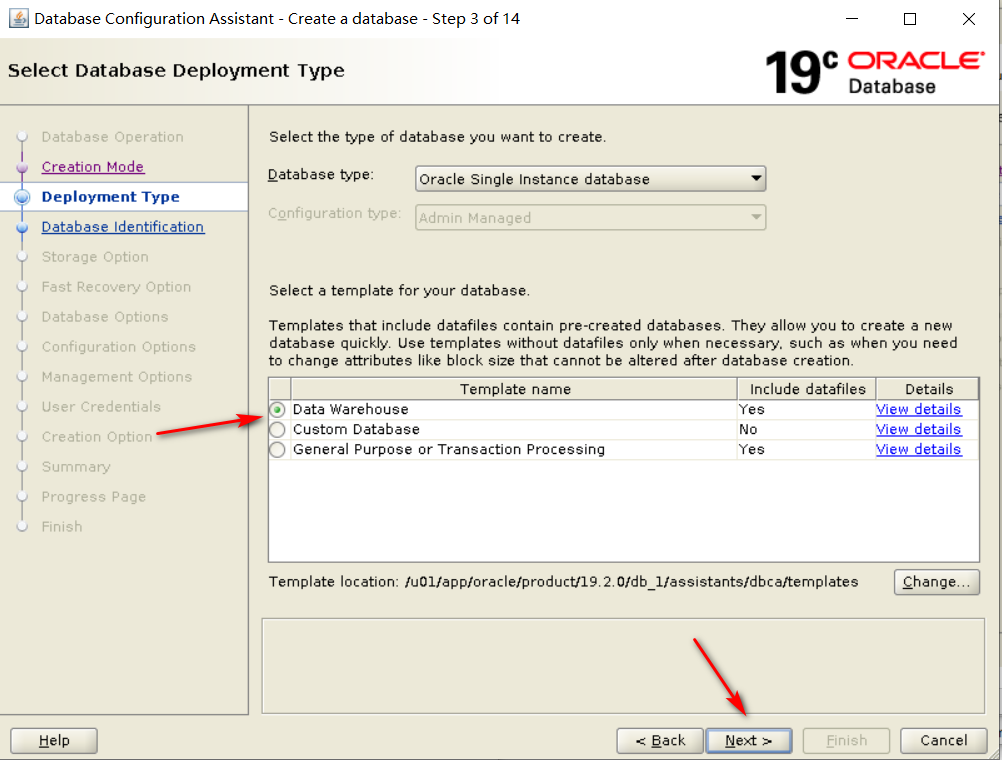 Database Configuration Assistant - Create a database - Step 3 of 14
Select Database Deployment Type
19c ORACLE
Database
Database Operation
Creation Mode
Deployment Type
Database Identification
Storage Option
Fast Recovery Option
Database Options
Configuration Options
Management Options
User Credentials
Creation Option
Summary
Progress Page
Finish
Select the type of database you want to create.
Database type: Oracle Single Instance database
Configuration type: Admin Managed
Select a template for your database.
Templates that include datafiles contain pre-created databases. They allow you to create a new
database quickly. Use templates without datafiles only when necessary, such as when you need
to change attributes like block size that cannot be altered after database creation.
Template name Include datafiles Details
Data Warehouse Yes View details
Custom Database No View details
General Purpose or Transaction Processing Yes View details
Template location: /u01/app/oracle/product/19.2.0/db_1/assistants/dbca/templates Change...
Help < Back Next > Finish Cancel